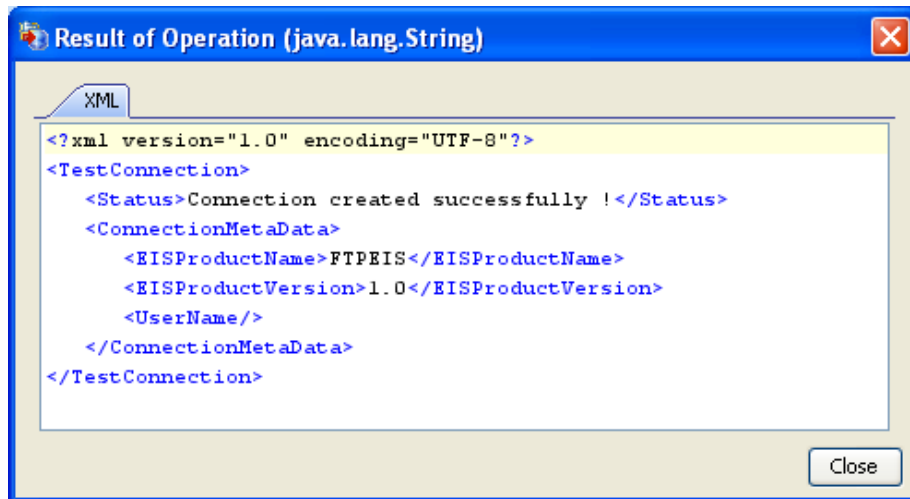 Result of Operation (java.lang.String)
XML
<?xml version="1.0" encoding="UTF-8"?>
<TestConnection>
<Status>Connection created successfully !</Status>
<ConnectionMetaData>
<EISProductName>FTPEIS</EISProductName>
<EISProductVersion>1.0</EISProductVersion>
<UserName/>
</ConnectionMetaData>
</TestConnection>
Close